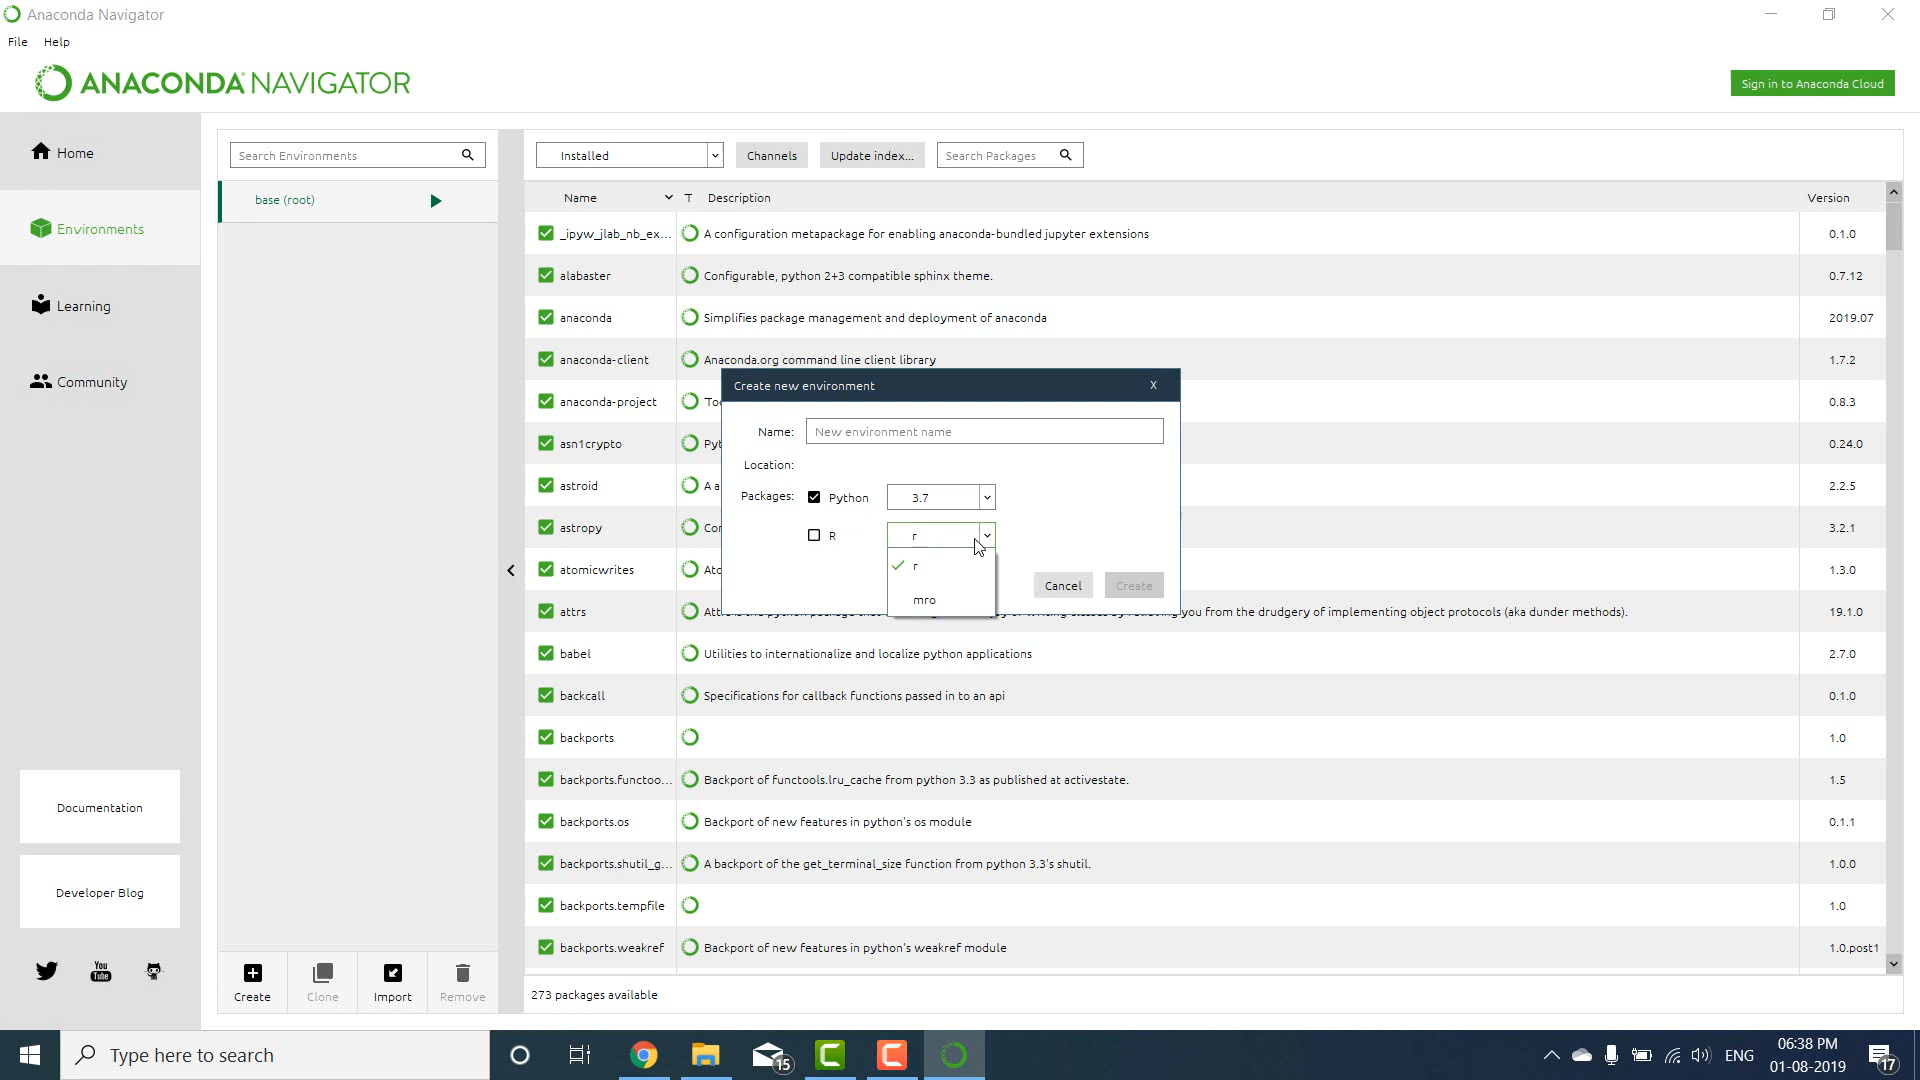 Anaconda Navigator
File Help
ANACONDA NAVIGATOR
Sign in to Anaconda Cloud
Home
Environments
Learning
Community
Documentation
Developer Blog
You Tube
Search Environments
base (root)
Create Clone Import Remove
Installed Channels Update index... Search Packages
Name T Description Version
_ipyw_jlab_nb_ex... A configuration metapackage for enabling anaconda-bundled jupyter extensions 0.1.0
alabaster Configurable, python 2+3 compatible sphinx theme. 0.7.12
anaconda Simplifies package management and deployment of anaconda 2019.07
anaconda-client Anaconda.org command line client library 1.7.2
anaconda-project 0.8.3
asn1crypto 0.24.0
astroid A a 2.2.5
astropy 3.2.1
atomicwrites 1.3.0
attrs you from the drudgery of implementing object protocols (aka dunder methods). 19.1.0
babel Utilities to internationalize and localize python applications 2.7.0
backcall Specifications for callback functions passed in to an api 0.1.0
backports 1.0
backports.functoo... Backport of functools.lru_cache from python 3.3 as published at activestate. 1.5
backports.os Backport of new features in python's os module 0.1.1
backports.shutil_g... A backport of the get_terminal_size function from python 3.3's shutil. 1.0.0
backports.tempfile 1.0
backports.weakref Backport of new features in python's weakref module 1.0.post1
273 packages available
Create new environment X
Name: New environment name
Location:
Packages: Python 3.7
R r
r
mro
Cancel Create
Type here to search
15
ENG
06:38 PM
01-08-2019
17